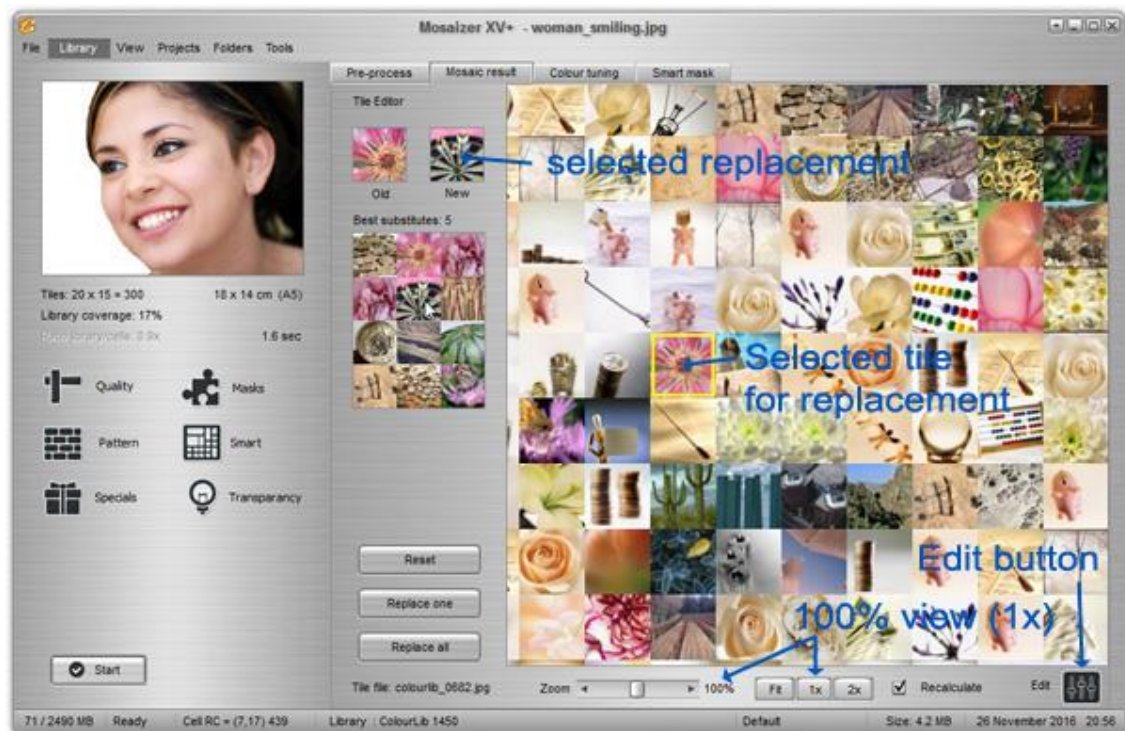 Mosaizer XV+ - woman_smiling.jpg
File Library View Projects Folders Tools
Pre-process Mosaic result Colour tuning Smart mask
Tile Editor
selected replacement
Old New
Best substitutes: 5
Tiles: 20 x 15 = 300 18 x 14 cm (A5)
Library coverage: 17%
1.6 sec
Selected tile
for replacement
Quality Masks
Pattern Smart
Specials Transparancy
Reset
Edit button
Replace one
100% view (1x)
Replace all
Start
Tile file: colourlib_0682.jpg Zoom 100% Fit 1x 2x Recalculate Edit
71 / 2490 MB Ready Cell RC = (7,17) 439 Library : ColourLib 1450 Default Size: 4.2 MB 26 November 2016 20:56